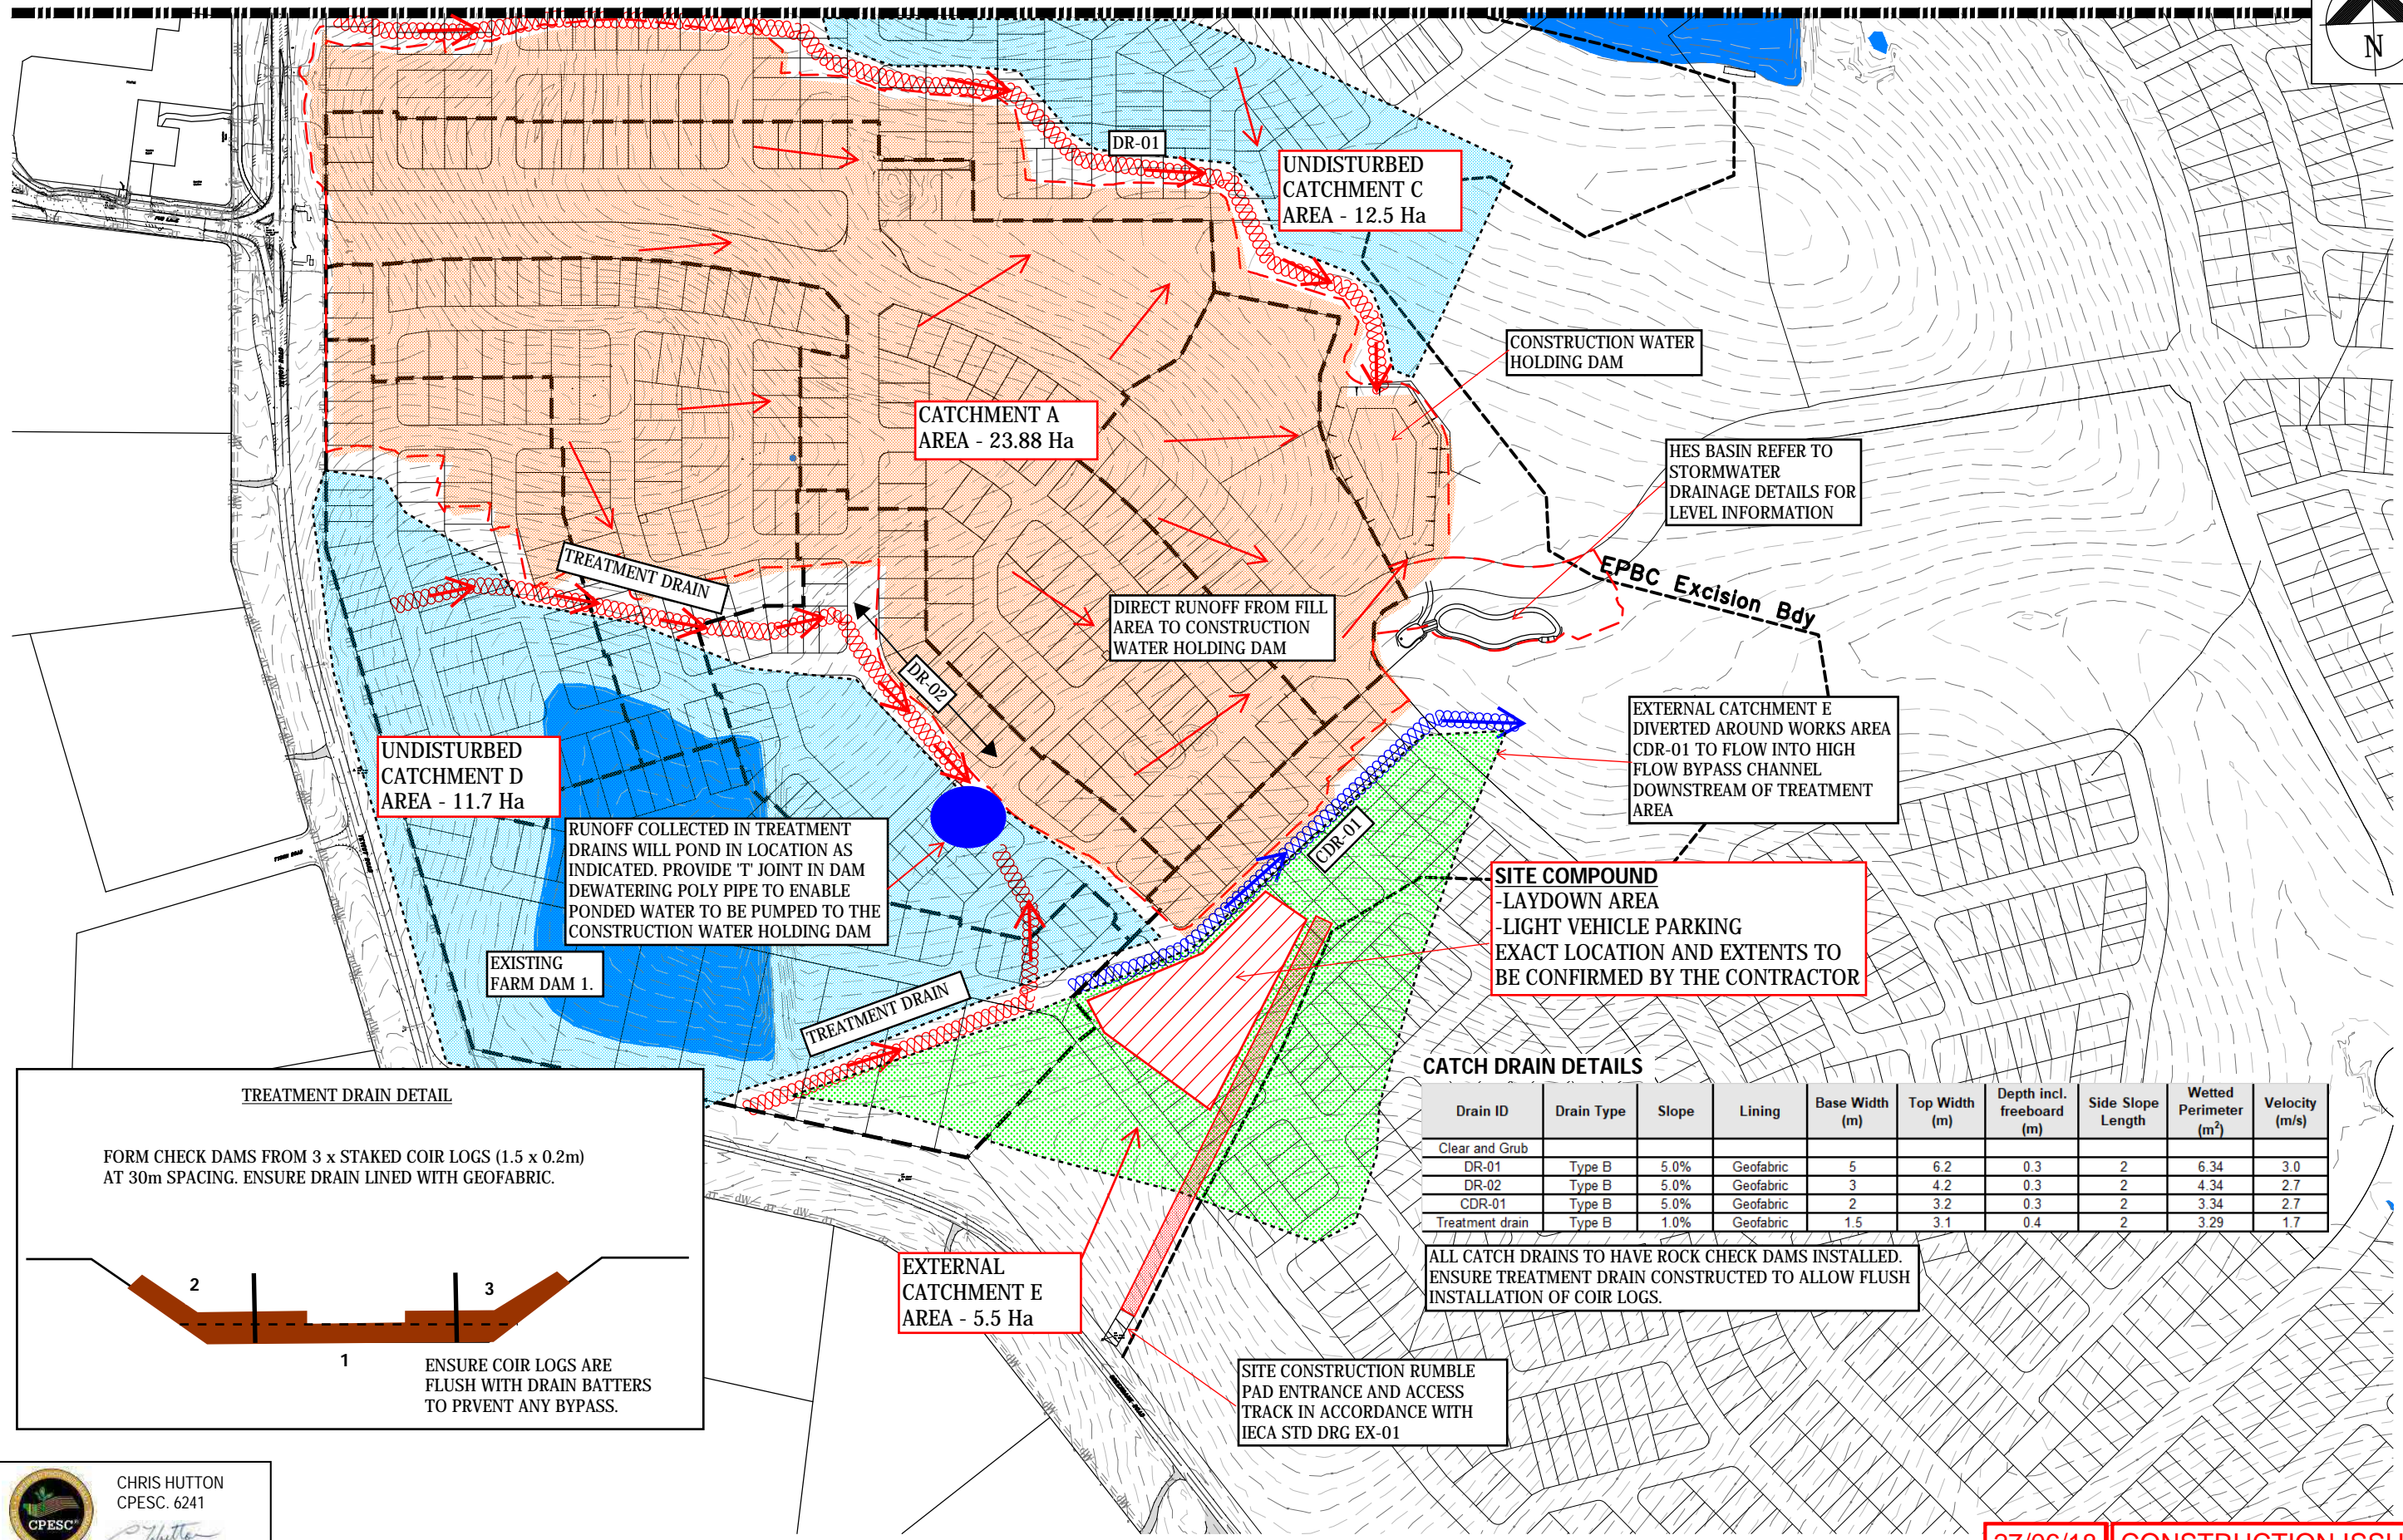 N
DR-01
UNDISTURBED
CATCHMENT C
AREA - 12.5 Ha
CONSTRUCTION WATER
HOLDING DAM
CATCHMENT A
AREA - 23.88 Ha
HES BASIN REFER TO
STORMWATER
DRAINAGE DETAILS FOR
LEVEL INFORMATION
TREATMENT DRAIN
EPBC Excision Bdy
DIRECT RUNOFF FROM FILL
AREA TO CONSTRUCTION
WATER HOLDING DAM
DR-02
EXTERNAL CATCHMENT E
DIVERTED AROUND WORKS AREA
CDR-01 TO FLOW INTO HIGH
FLOW BYPASS CHANNEL
DOWNSTREAM OF TREATMENT
AREA
UNDISTURBED
CATCHMENT D
AREA - 11.7 Ha
RUNOFF COLLECTED IN TREATMENT
DRAINS WILL POND IN LOCATION AS
INDICATED. PROVIDE 'T' JOINT IN DAM
DEWATERING POLY PIPE TO ENABLE
PONDED WATER TO BE PUMPED TO THE
CONSTRUCTION WATER HOLDING DAM
CDR-01
SITE COMPOUND
-LAYDOWN AREA
-LIGHT VEHICLE PARKING
EXACT LOCATION AND EXTENTS TO
BE CONFIRMED BY THE CONTRACTOR
EXISTING
FARM DAM 1.
TREATMENT DRAIN
CATCH DRAIN DETAILS
Drain ID Drain Type Slope Lining Base Width (m) Top Width (m) Depth incl. freeboard (m) Side Slope Length Wetted Perimeter (m²) Velocity (m/s)
Clear and Grub
DR-01 Type B 5.0% Geofabric 5 6.2 0.3 2 6.34 3.0
DR-02 Type B 5.0% Geofabric 3 4.2 0.3 2 4.34 2.7
CDR-01 Type B 5.0% Geofabric 2 3.2 0.3 2 3.34 2.7
Treatment drain Type B 1.0% Geofabric 1.5 3.1 0.4 2 3.29 1.7
ALL CATCH DRAINS TO HAVE ROCK CHECK DAMS INSTALLED.
ENSURE TREATMENT DRAIN CONSTRUCTED TO ALLOW FLUSH
INSTALLATION OF COIR LOGS.
TREATMENT DRAIN DETAIL
FORM CHECK DAMS FROM 3 x STAKED COIR LOGS (1.5 x 0.2m)
AT 30m SPACING. ENSURE DRAIN LINED WITH GEOFABRIC.
2
3
1
ENSURE COIR LOGS ARE
FLUSH WITH DRAIN BATTERS
TO PRVENT ANY BYPASS.
EXTERNAL
CATCHMENT E
AREA - 5.5 Ha
SITE CONSTRUCTION RUMBLE
PAD ENTRANCE AND ACCESS
TRACK IN ACCORDANCE WITH
IECA STD DRG EX-01
CHRIS HUTTON
CPESC. 6241
CPESC
27/06/18